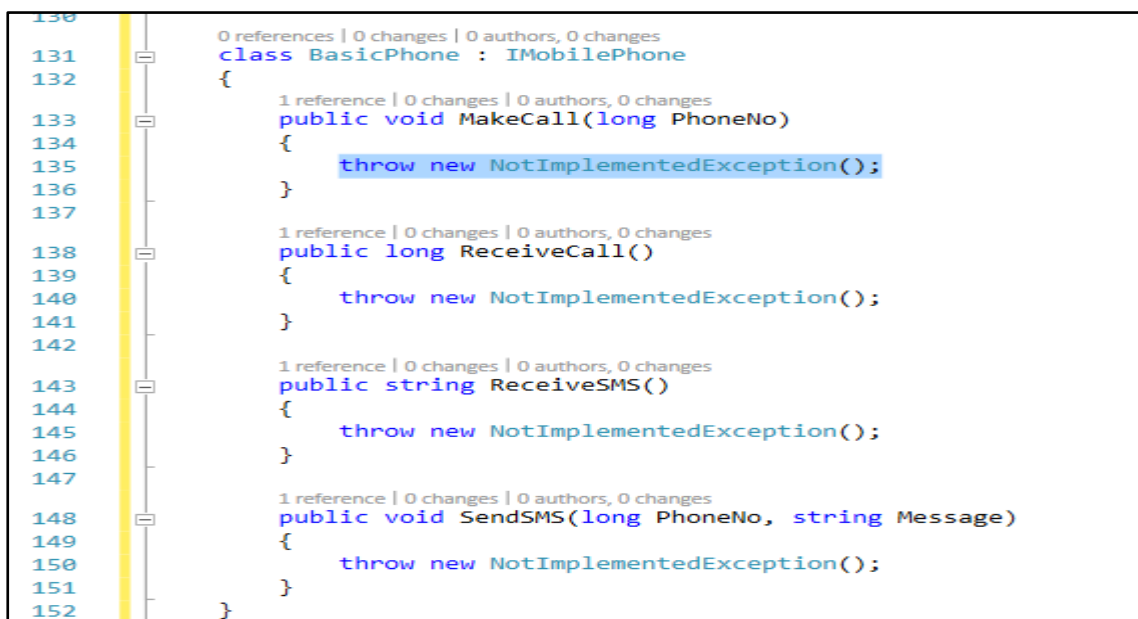 130
0 references | 0 changes | 0 authors, 0 changes
131 class BasicPhone : IMobilePhone
132 {
1 reference | 0 changes | 0 authors, 0 changes
133 public void MakeCall(long PhoneNo)
134 {
135 throw new NotImplementedException();
136 }
137
1 reference | 0 changes | 0 authors, 0 changes
138 public long ReceiveCall()
139 {
140 throw new NotImplementedException();
141 }
142
1 reference | 0 changes | 0 authors, 0 changes
143 public string ReceiveSMS()
144 {
145 throw new NotImplementedException();
146 }
147
1 reference | 0 changes | 0 authors, 0 changes
148 public void SendSMS(long PhoneNo, string Message)
149 {
150 throw new NotImplementedException();
151 }
152 }